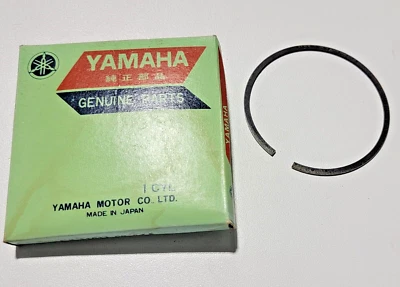 YAMAHA
純正部品
GENUINE PARTS
YAMAHA MOTOR CO., LTD.
MADE IN JAPAN
YAMAHA